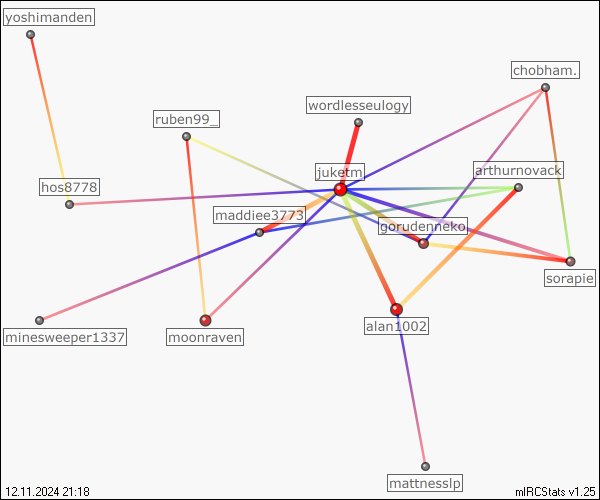 yoshimanden
chobham.
wordlesseulogy
ruben99_
juketm
arthurnovack
hos8778
maddiee3773
gorudenneko
sorapie
minesweeper1337
moonraven
alan1002
mattnesslp
12.11.2024 21:18
mIRCStats v1.25